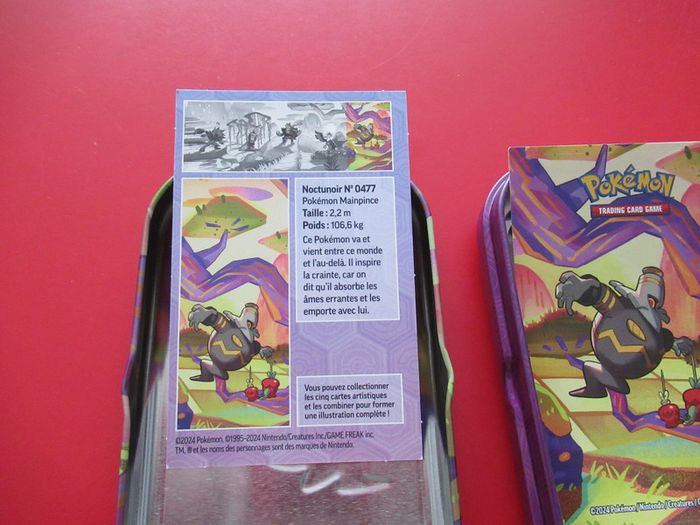 Noctunoir Nº 0477
Pokémon Mainpince
Taille : 2,2 m
Poids : 106,6 kg
Ce Pokémon va et
vient entre ce monde
et l'au-delà. Il inspire
la crainte, car on
dit qu'il absorbe les
âmes errantes et les
emporte avec lui.
Vous pouvez collectionner
les cinq cartes artistiques
et les combiner pour former
une illustration complète !
©2024 Pokémon. ©1995-2024 Nintendo/Creatures Inc./GAME FREAK inc.
TM, ® et les noms des personnages sont des marques de Nintendo.
POKÉMON
TRADING CARD GAME
©2024 Pokémon / Nintendo / Creatures /